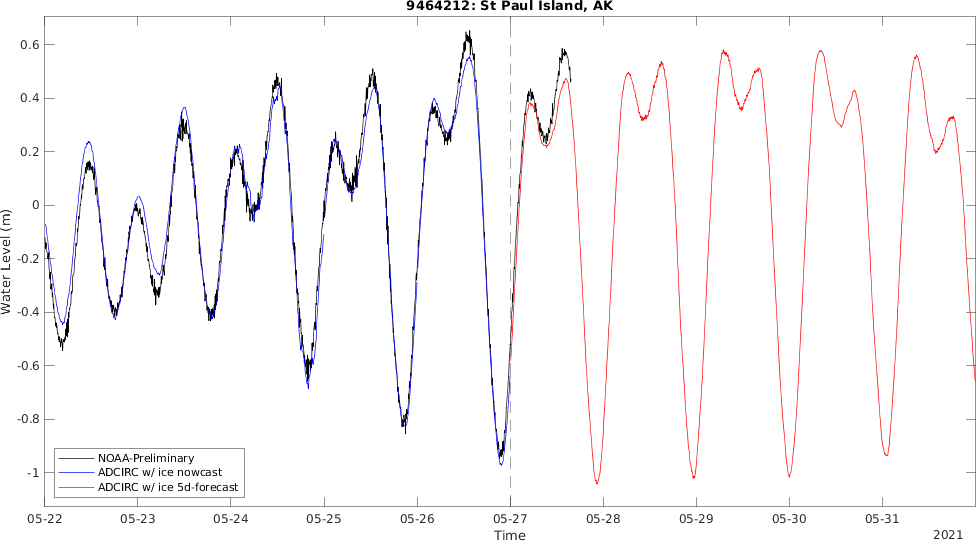 9464212: St Paul Island, AK
0.6
0.4
0.2
0
-0.2
-0.4
-0.6
-0.8
-1
Water Level (m)
NOAA-Preliminary
ADCIRC w/ ice nowcast
ADCIRC w/ ice 5d-forecast
05-22 05-23 05-24 05-25 05-26 05-27 05-28 05-29 05-30 05-31
Time
2021